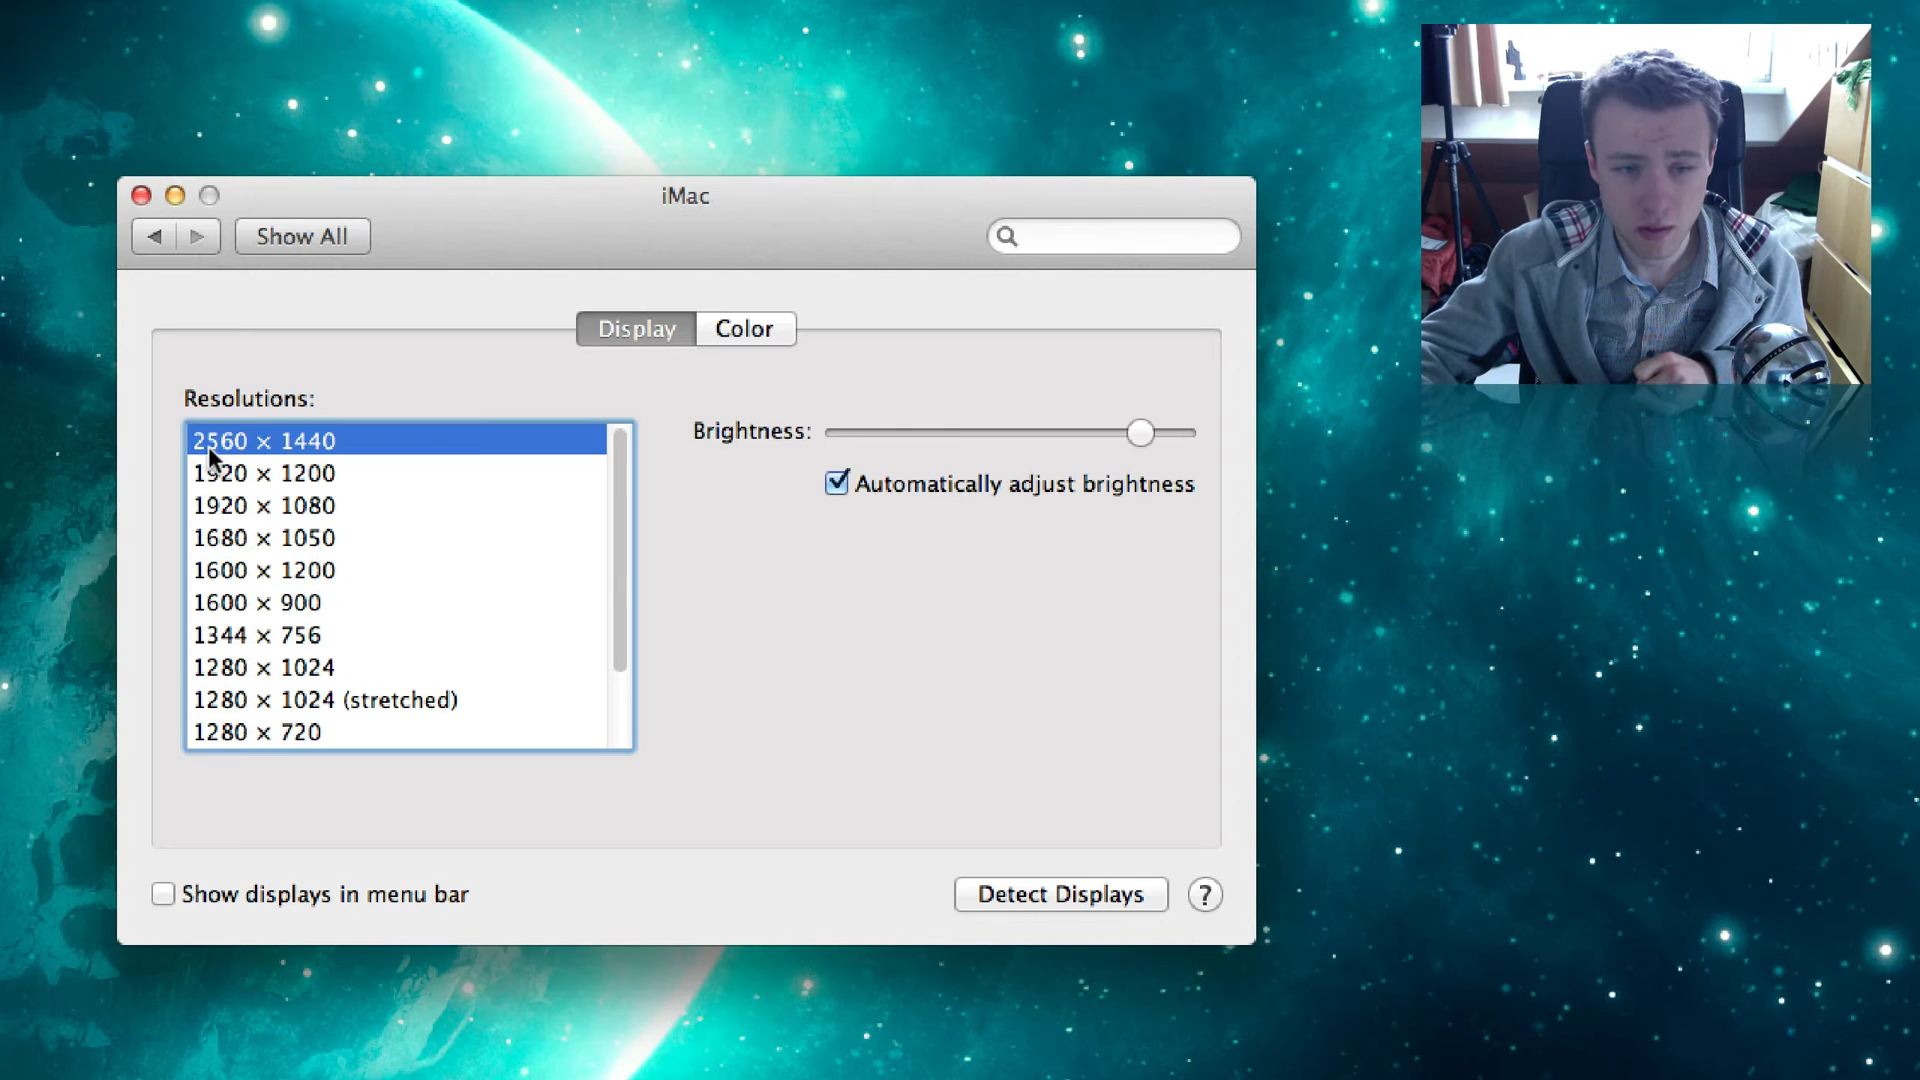 iMac
Show All
Display Color
Resolutions:
2560 × 1440
1920 × 1200
1920 × 1080
1680 × 1050
1600 × 1200
1600 × 900
1344 × 756
1280 × 1024
1280 × 1024 (stretched)
1280 × 720
Brightness:
Automatically adjust brightness
Show displays in menu bar
Detect Displays ?